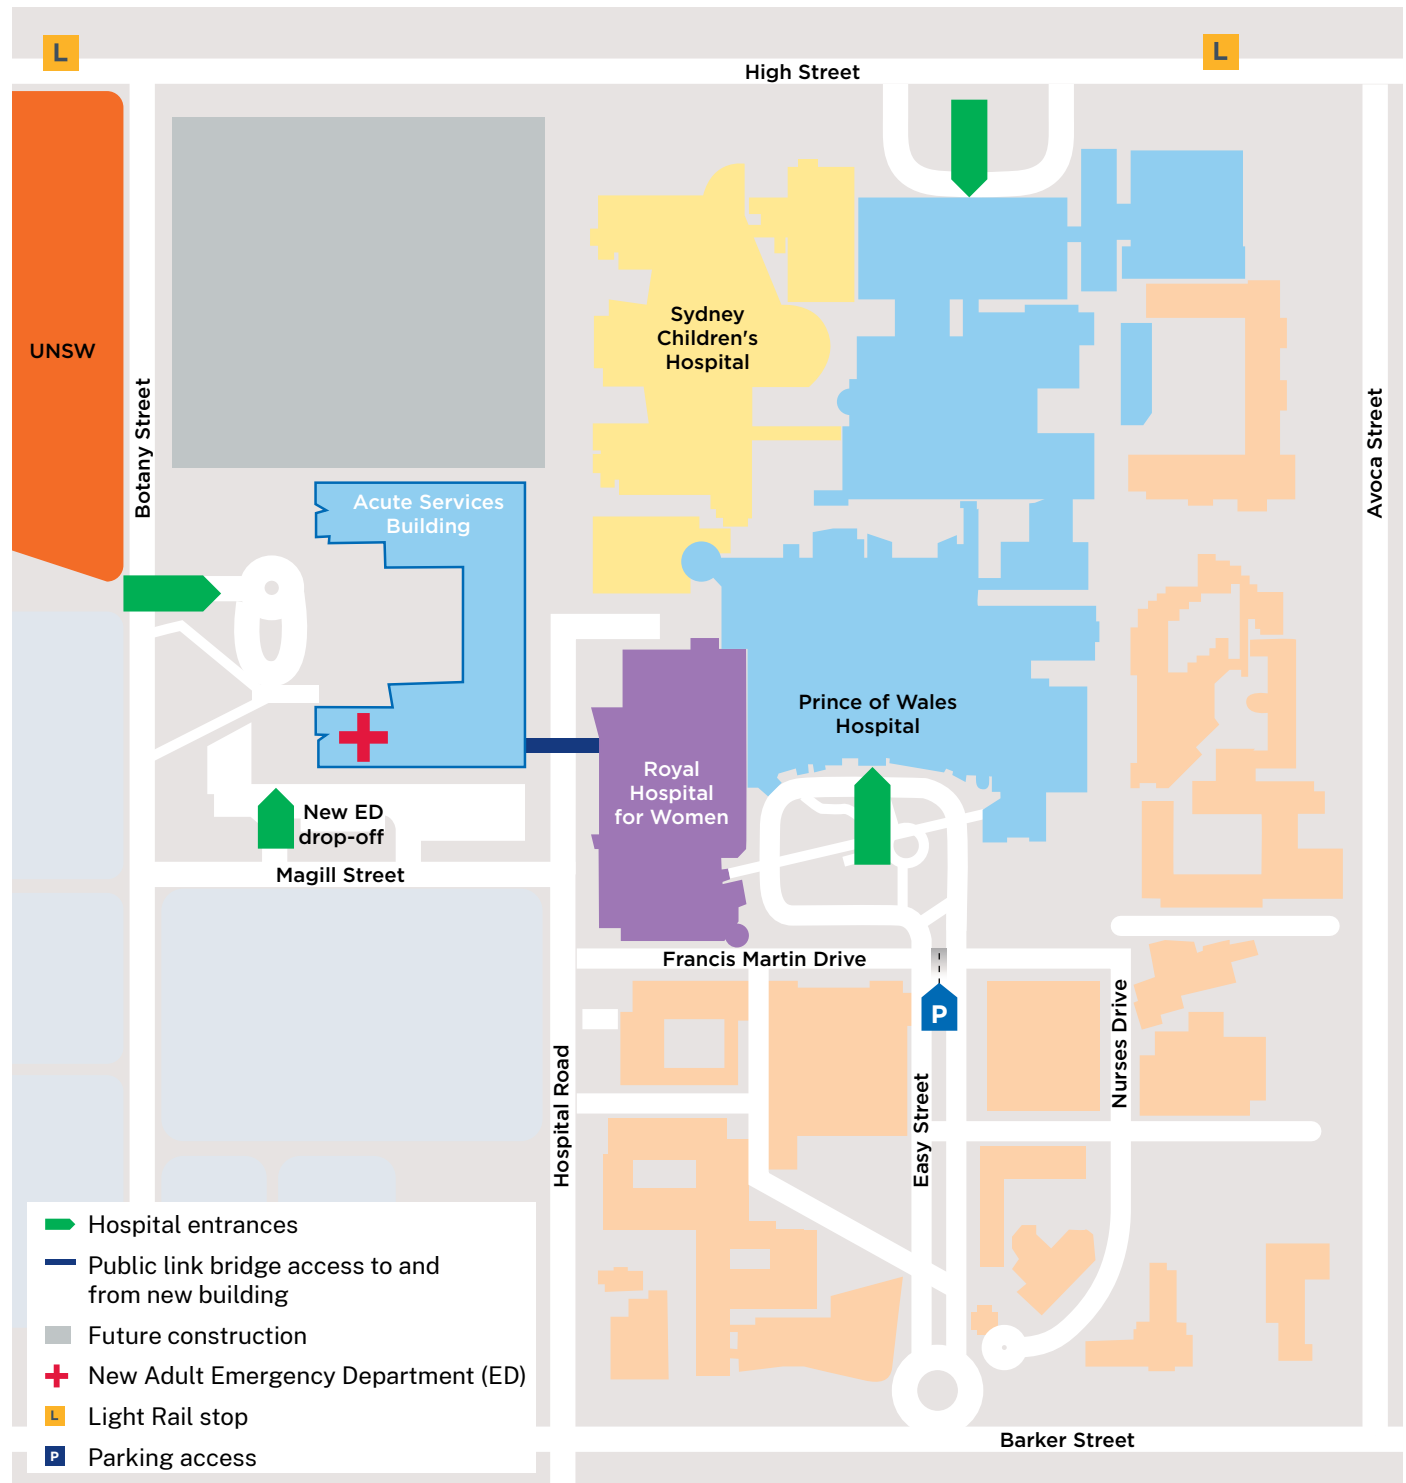 L
L
High Street
UNSW
Botany Street
Sydney
Children's
Hospital
Avoca Street
Acute Services
Building
Prince of Wales
Hospital
Royal
Hospital
for Women
New ED
drop-off
Magill Street
Francis Martin Drive
P
Nurses Drive
Hospital Road
Easy Street
Hospital entrances
Public link bridge access to and
from new building
Future construction
New Adult Emergency Department (ED)
L
Light Rail stop
P
Parking access
Barker Street